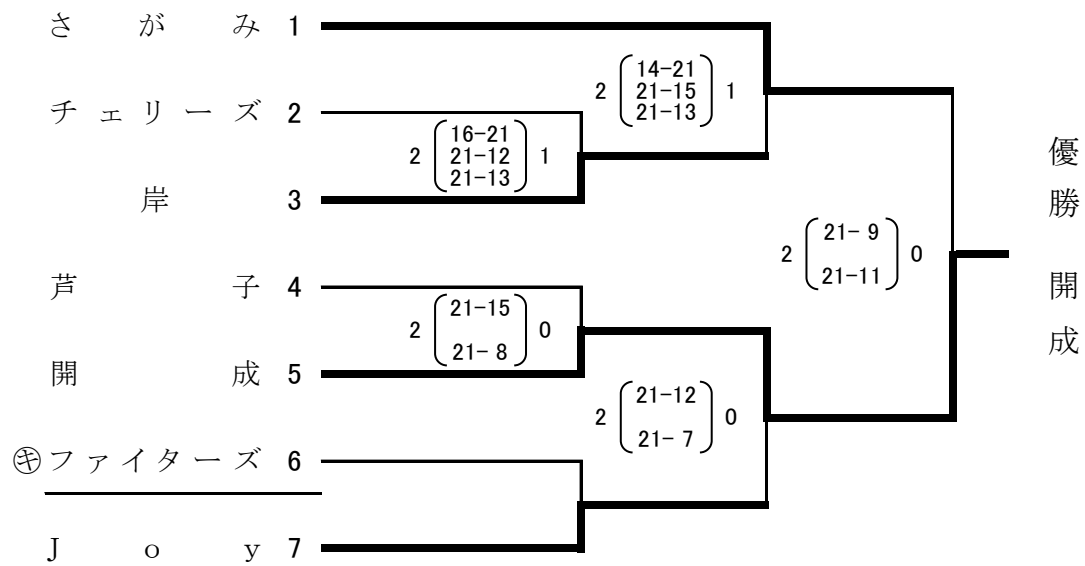 さがみ 1
2 14-21 1
21-15
21-13
チェリーズ 2
2 16-21 1
21-12
21-13
岸 3
優勝 開成
2 21- 9 0
21-11
芦子 4
2 21-15 0
21- 8
開成 5
2 21-12 0
21- 7
㋖ファイターズ 6
Joy 7